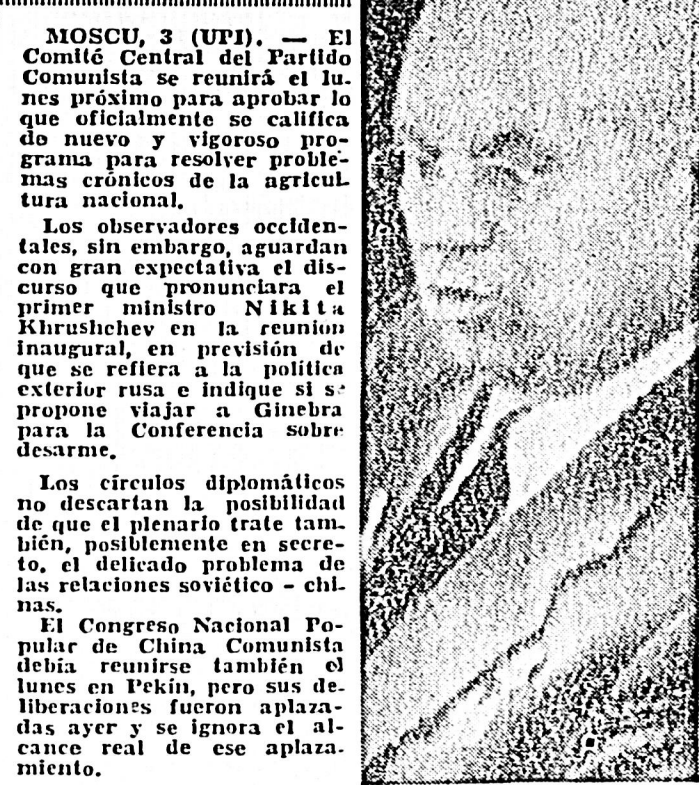 MOSCU, 3 (UPI). — El
Comité Central del Partido
Comunista se reunirá el lu-
nes próximo para aprobar lo
que oficialmente se califica
de nuevo y vigoroso pro-
grama para resolver proble-
mas crónicos de la agricul-
tura nacional.
Los observadores occiden-
tales, sin embargo, aguardan
con gran expectativa el dis-
curso que pronunciara el
primer ministro Nikita
Khrushchev en la reunion
inaugural, en previsión de
que se refiera a la política
exterior rusa e indique si se
propone viajar a Ginebra
para la Conferencia sobre
desarme.
Los círculos diplomáticos
no descartan la posibilidad
de que el plenario trate tam-
bién, posiblemente en secre-
to, el delicado problema de
las relaciones soviético - chi-
nas.
El Congreso Nacional Po-
pular de China Comunista
debía reunirse también el
lunes en Pekín, pero sus de-
liberaciones fueron aplaza-
das ayer y se ignora el al-
cance real de ese aplaza-
miento.